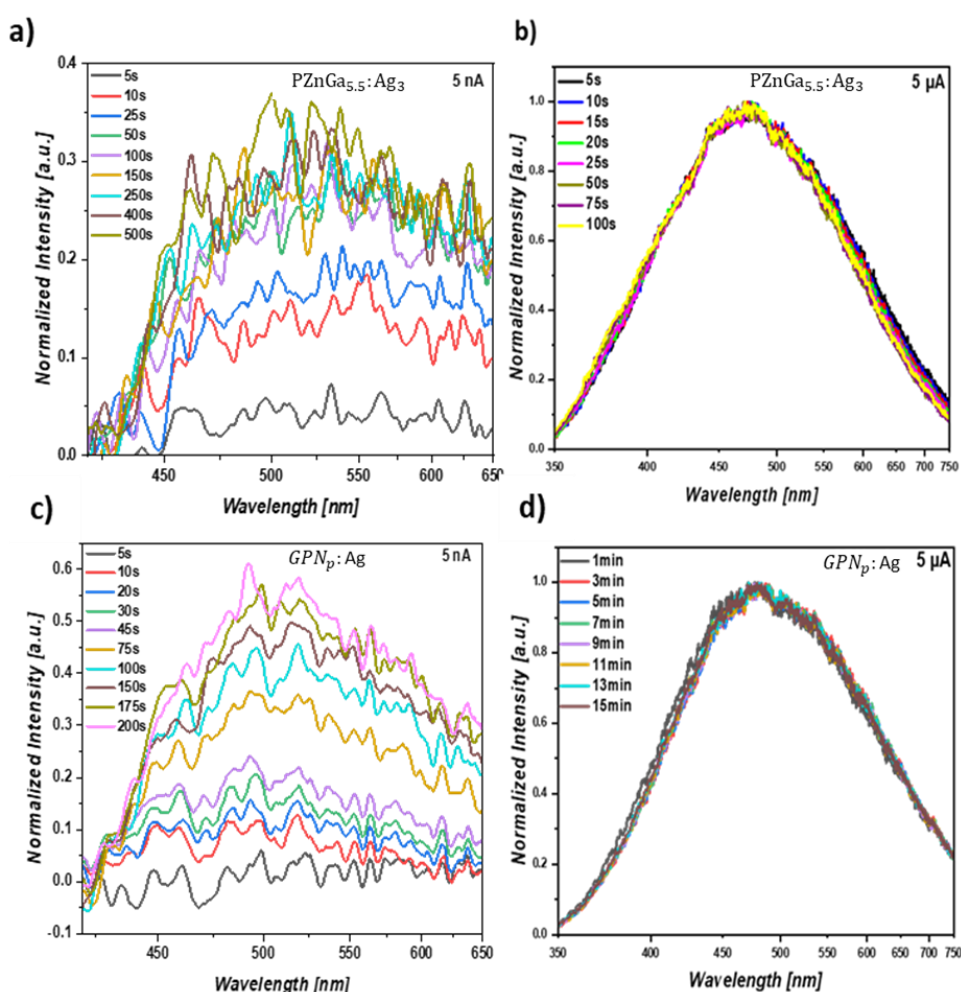 a)
0.4
0.3
0.2
0.1
0.0
Normalized Intensity [a.u.]
5s
10s
25s
50s
100s
150s
250s
400s
500s
PZnGa5.5:Ag3
5 nA
450
500
550
600
650
Wavelength [nm]
b)
1.0
0.8
0.6
0.4
0.2
0.0
Normalized Intensity [a.u.]
5s
10s
15s
20s
25s
50s
75s
100s
PZnGa5.5:Ag3
5 µA
350
400
450
500
550
600
650
700
750
Wavelength [nm]
c)
0.6
0.5
0.4
0.3
0.2
0.1
0.0
-0.1
Normalized Intensity [a.u.]
5s
10s
20s
30s
45s
75s
100s
150s
175s
200s
GPNp:Ag
5 nA
450
500
550
600
650
Wavelength [nm]
d)
1.0
0.8
0.6
0.4
0.2
0.0
Normalized Intensity [a.u.]
1min
3min
5min
7min
9min
11min
13min
15min
GPNp:Ag
5 µA
350
400
450
500
550
600
650
700
750
Wavelength [nm]